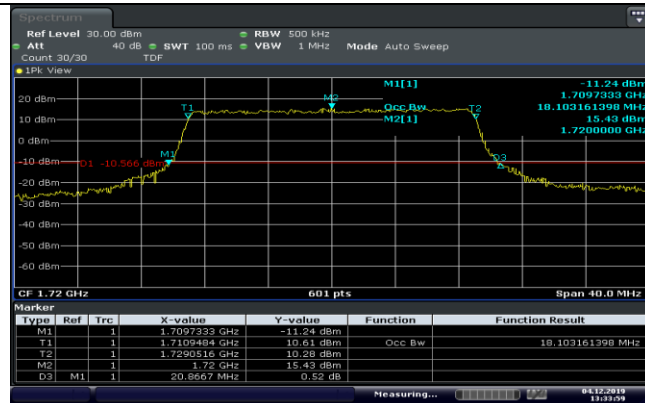 Spectrum
Ref Level 30.00 dBm RBW 500 kHz
Att 40 dB SWT 100 ms VBW 1 MHz Mode Auto Sweep
Count 30/30 TDF
1Pk View
M1[1] -11.24 dBm
1.7097333 GHz
20 dBm M2 Occ Bw 18.103161398 MHz
T1 T2
10 dBm M2[1] 15.43 dBm
1.7200000 GHz
0 dBm
M1 D3
-10 dBm D1 -10.566 dBm
-20 dBm
-30 dBm
-40 dBm
-50 dBm
-60 dBm
CF 1.72 GHz 601 pts Span 40.0 MHz
Marker
Type Ref Trc X-value Y-value Function Function Result
M1 1 1.7097333 GHz -11.24 dBm
T1 1 1.7109484 GHz 10.61 dBm Occ Bw 18.103161398 MHz
T2 1 1.7290516 GHz 10.28 dBm
M2 1 1.72 GHz 15.43 dBm
D3 M1 1 20.8667 MHz 0.52 dB
Measuring... 04.12.2019
13:33:59